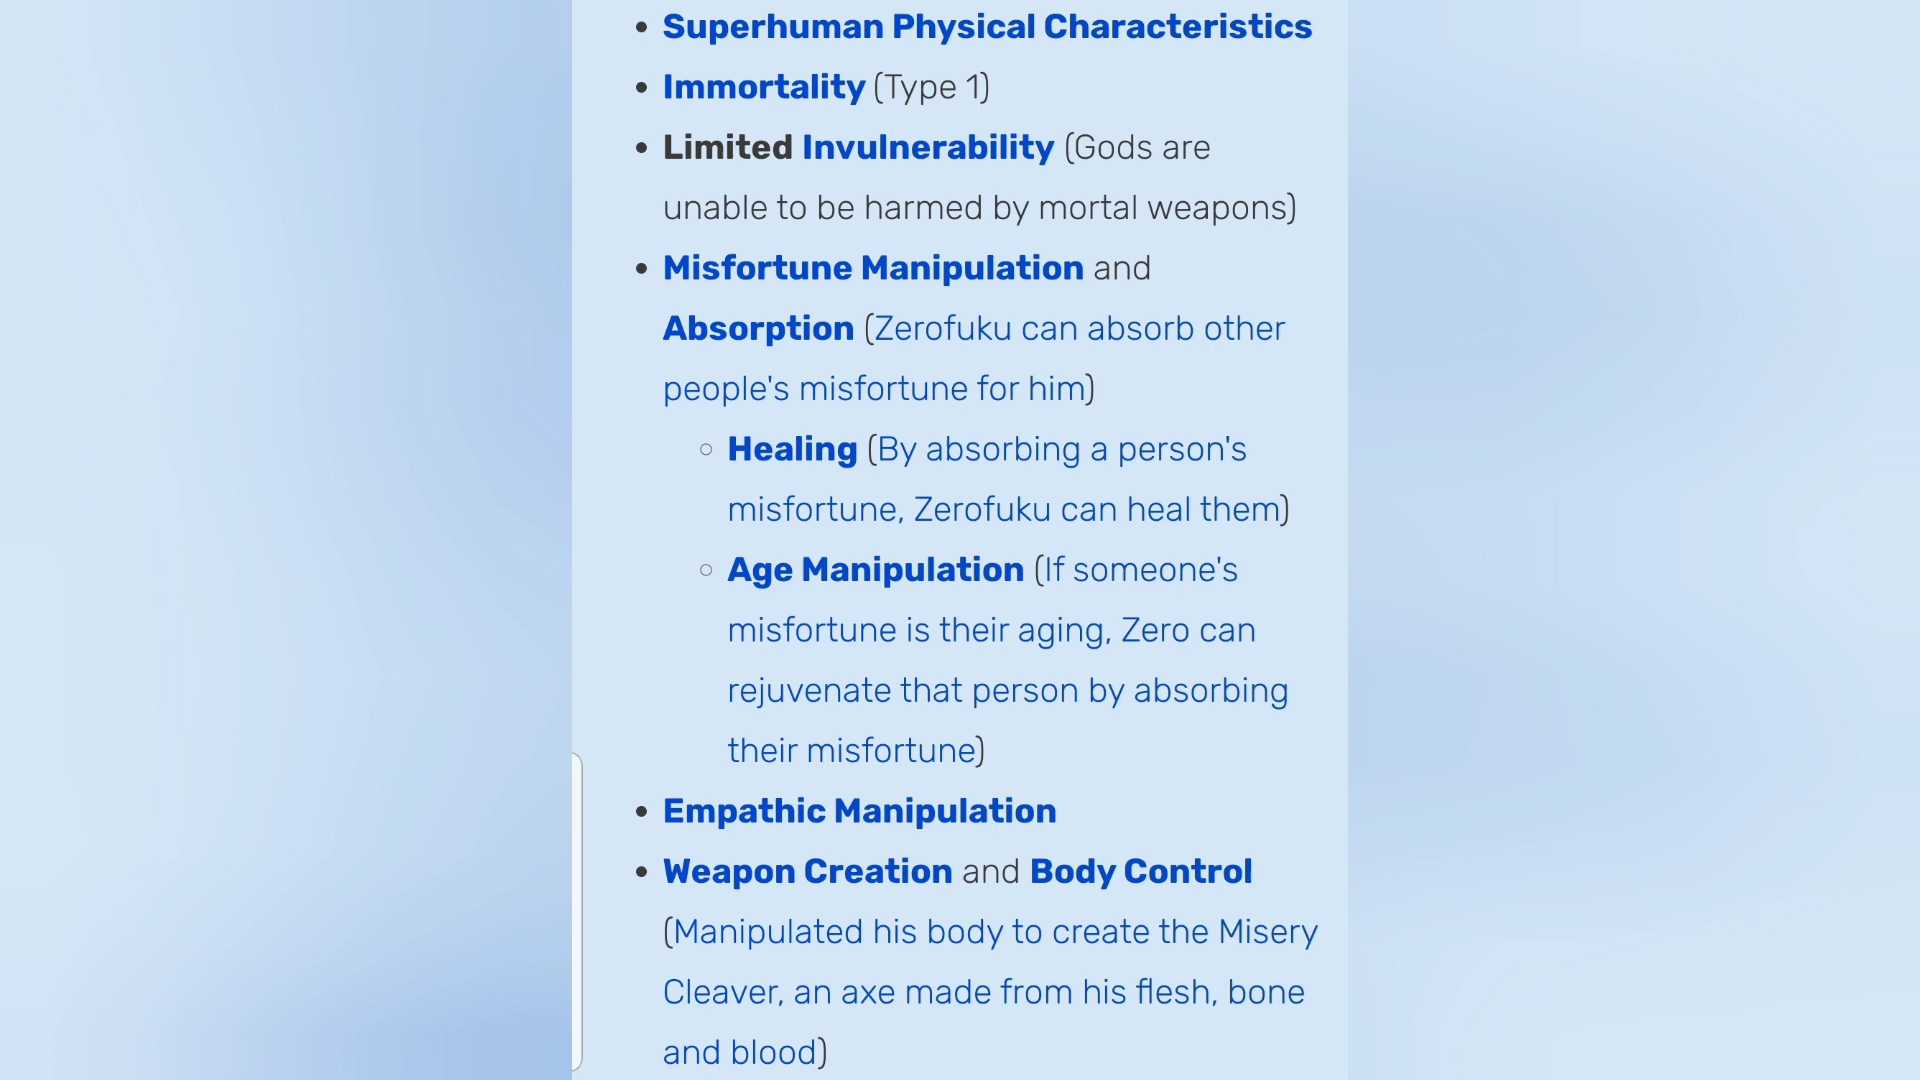 Superhuman Physical Characteristics
Immortality (Type 1)
Limited Invulnerability (Gods are
unable to be harmed by mortal weapons)
Misfortune Manipulation and
Absorption (Zerofuku can absorb other
people's misfortune for him)
Healing (By absorbing a person's
misfortune, Zerofuku can heal them)
Age Manipulation (If someone's
misfortune is their aging, Zero can
rejuvenate that person by absorbing
their misfortune)
Empathic Manipulation
Weapon Creation and Body Control
(Manipulated his body to create the Misery
Cleaver, an axe made from his flesh, bone
and blood)